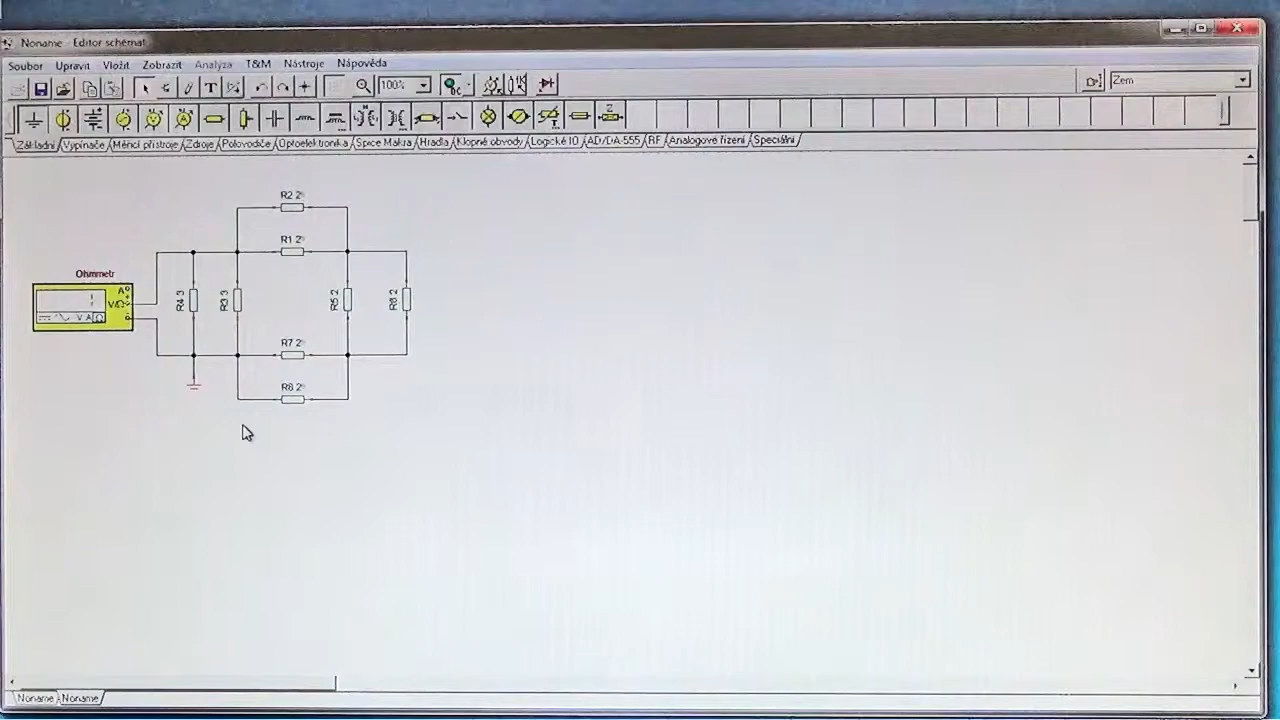 Noname - Editor schémat
Soubor Upravit Vložit Zobrazit Analýza T&M Nástroje Nápověda
100%
Zem
Základní Vypínače Měřicí přístroje Zdroje Polovodiče Optoelektronika Spice Makra Hradla Klopné obvody Logické IO AD/DA-555 RF Analogové řízení Speciální
R2 2
R1 2
Ohmmetr
A
V/Ω
V A Ω
R4 3
R3 3
R5 2
R6 2
R7 2
R8 2
Noname Noname